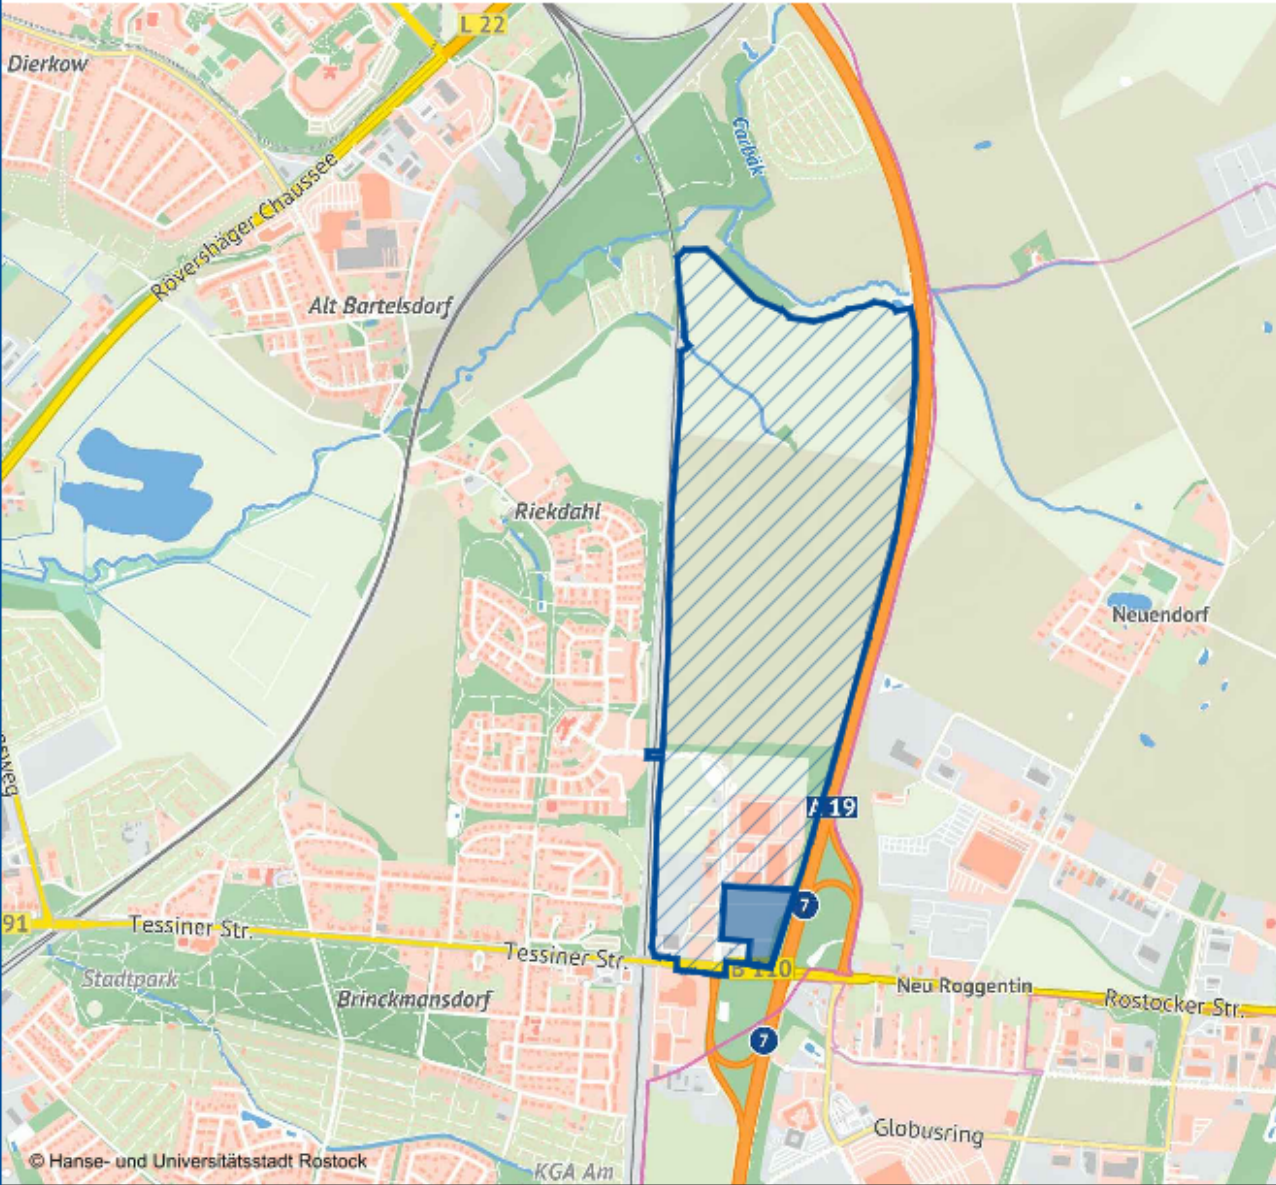 L 22
Dierkow
Carbäk
Rövershäger Chaussee
Alt Bartelsdorf
Riekdahl
Neuendorf
A 19
7
91
Tessiner Str.
Tessiner Str.
B 110
Stadtpark
Brinckmansdorf
Neu Roggentin
Rostocker Str.
7
Globusring
© Hanse- und Universitätsstadt Rostock
KGA Am